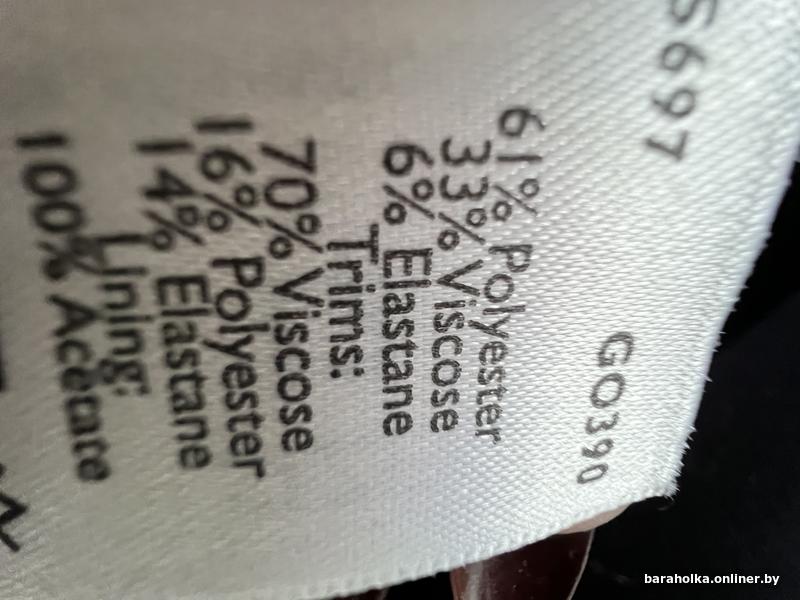 S697
GO390
61% Polyester
33% Viscose
6% Elastane
Trims:
70% Viscose
16% Polyester
14% Elastane
Lining:
100% Acetate
baraholka.onliner.by